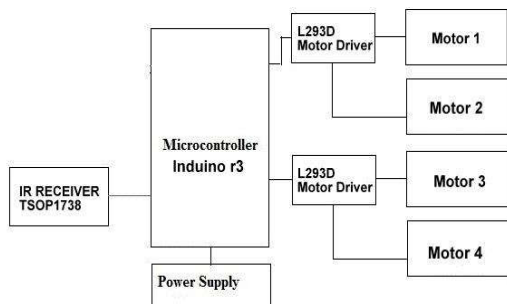 L293D
Motor Driver
Motor 1
Motor 2
Microcontroller
Induino r3
IR RECEIVER
TSOP1738
L293D
Motor Driver
Motor 3
Motor 4
Power Supply